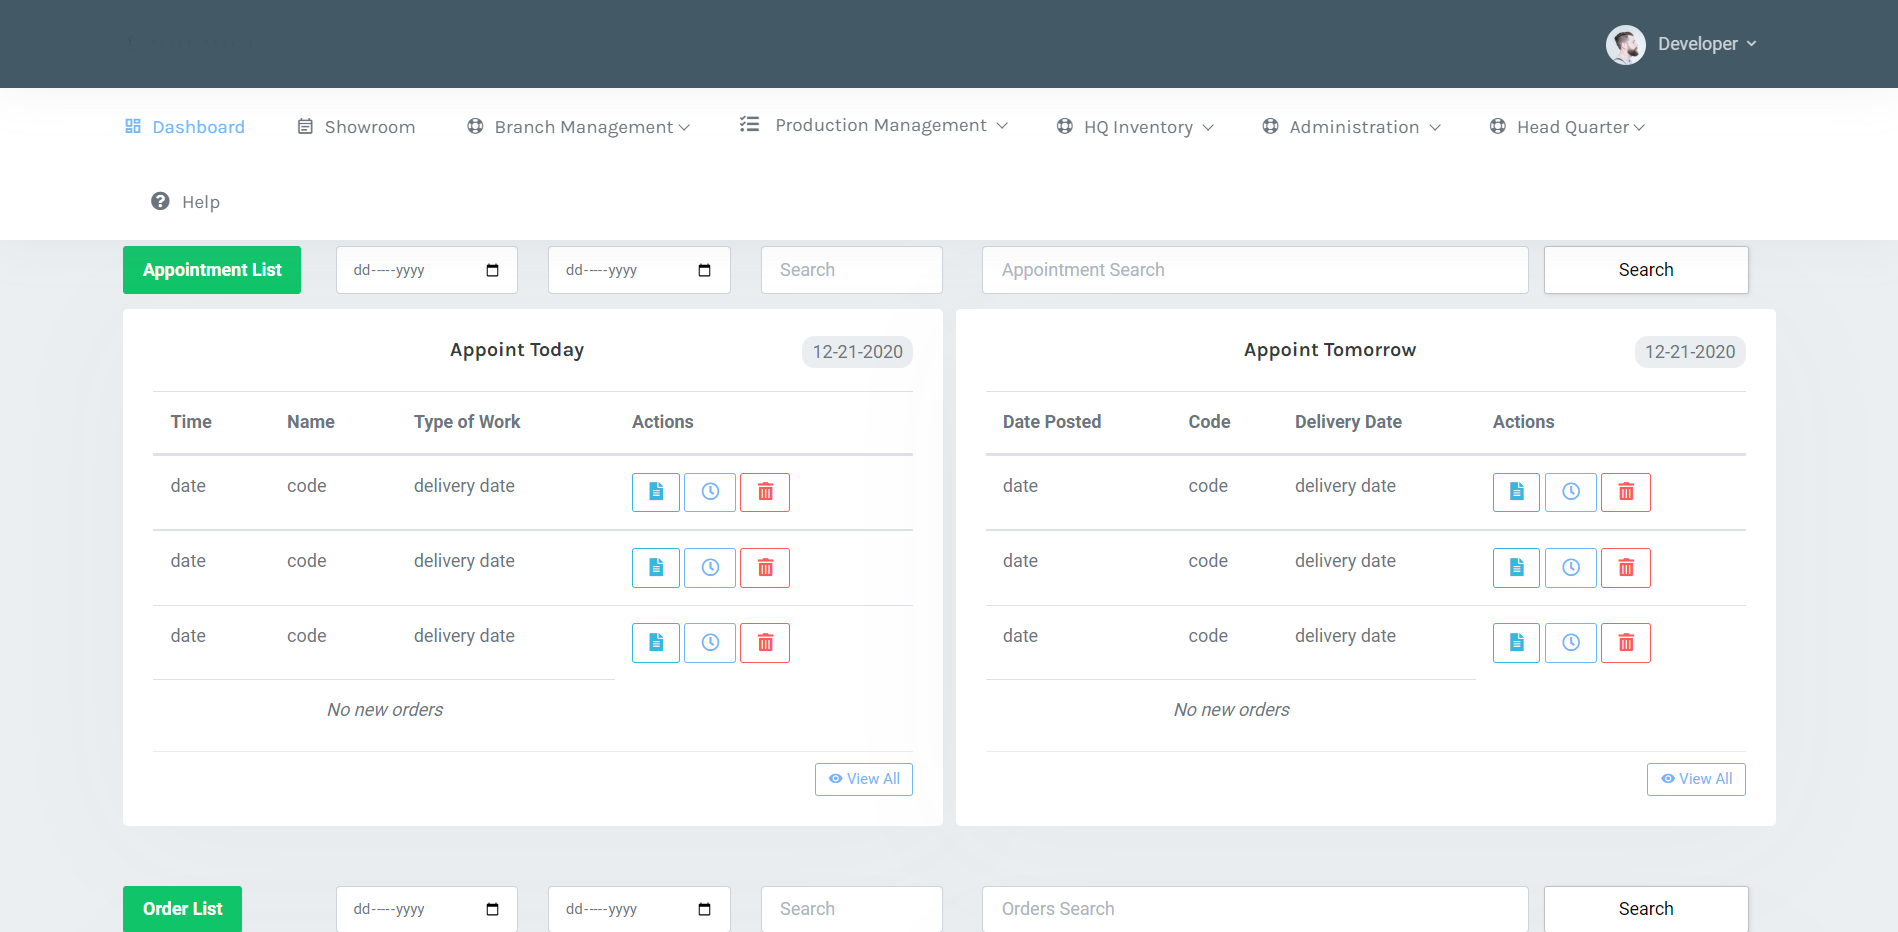 Developer
Dashboard Showroom Branch Management Production Management HQ Inventory Administration Head Quarter
Help
Appointment List dd-----yyyy dd-----yyyy Search Appointment Search Search
Appoint Today 12-21-2020
Time Name Type of Work Actions
date code delivery date
date code delivery date
date code delivery date
No new orders
View All
Appoint Tomorrow 12-21-2020
Date Posted Code Delivery Date Actions
date code delivery date
date code delivery date
date code delivery date
No new orders
View All
Order List dd-----yyyy dd-----yyyy Search Orders Search Search